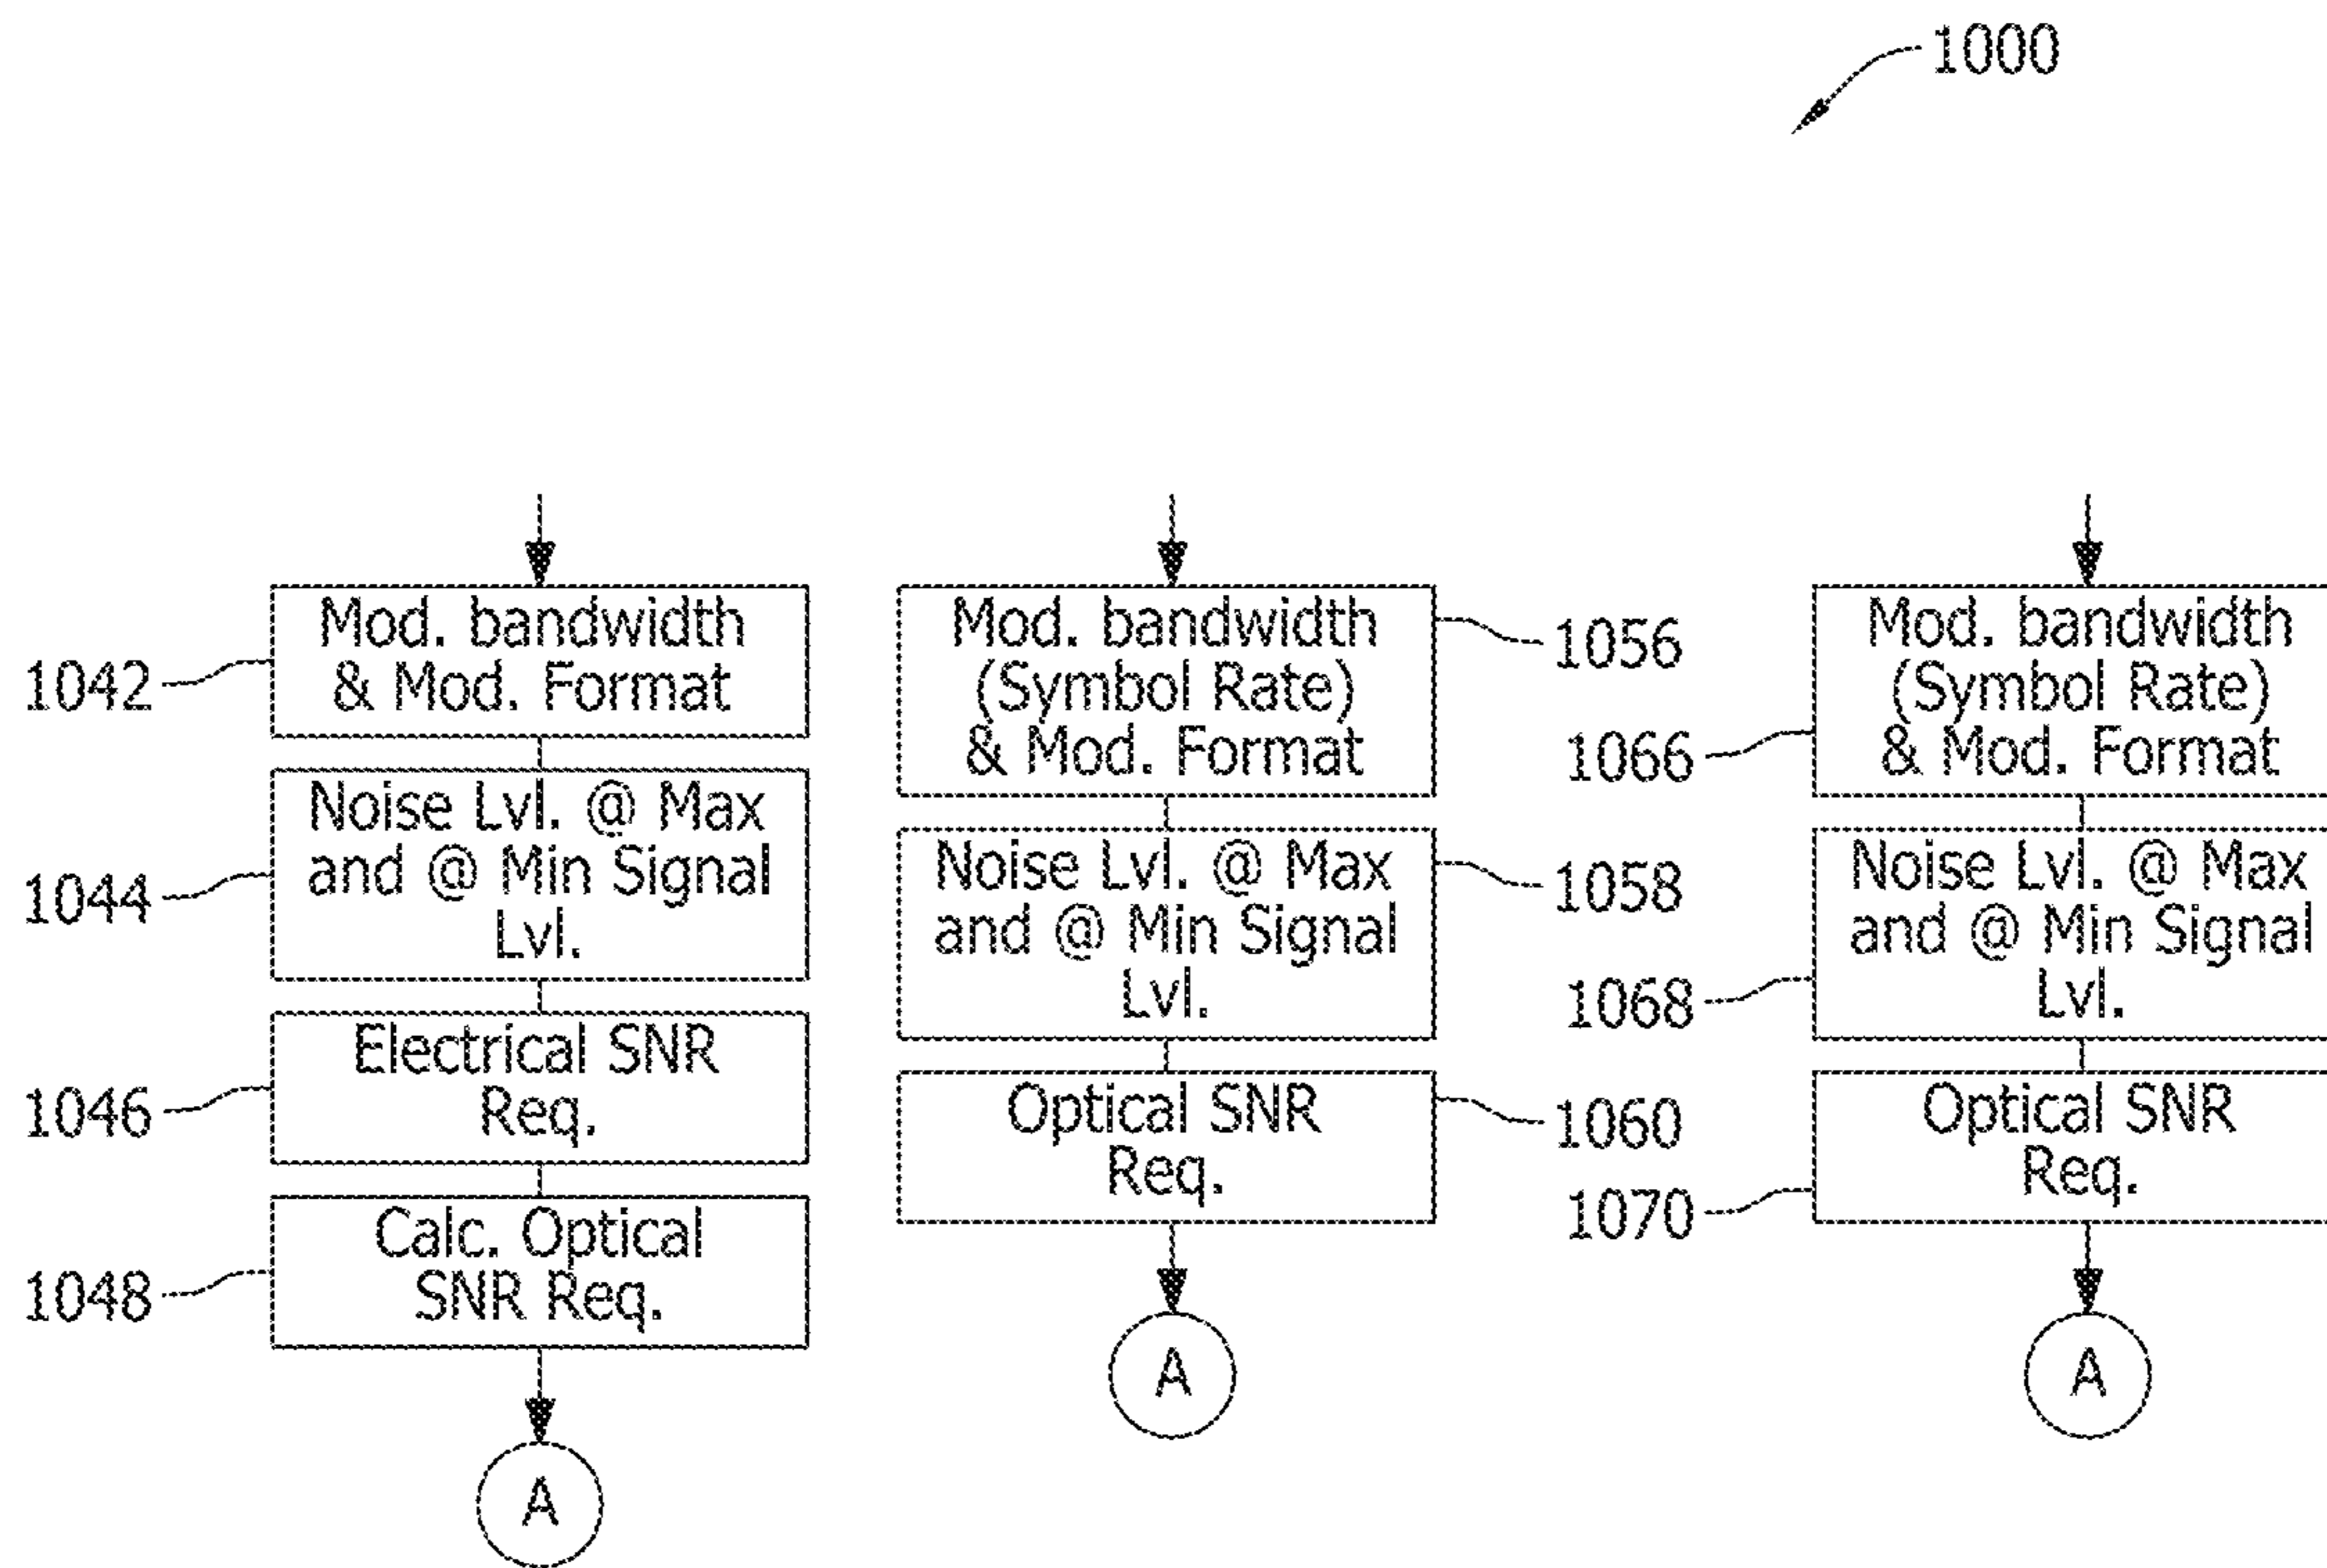 1000
1042
Mod. bandwidth
& Mod. Format
1044
Noise Lvl. @ Max
and @ Min Signal
Lvl.
1046
Electrical SNR
Req.
1048
Calc. Optical
SNR Req.
A
Mod. bandwidth
(Symbol Rate)
& Mod. Format
1056
Noise Lvl. @ Max
and @ Min Signal
Lvl.
1058
Optical SNR
Req.
1060
A
1066
Mod. bandwidth
(Symbol Rate)
& Mod. Format
1068
Noise Lvl. @ Max
and @ Min Signal
Lvl.
1070
Optical SNR
Req.
A